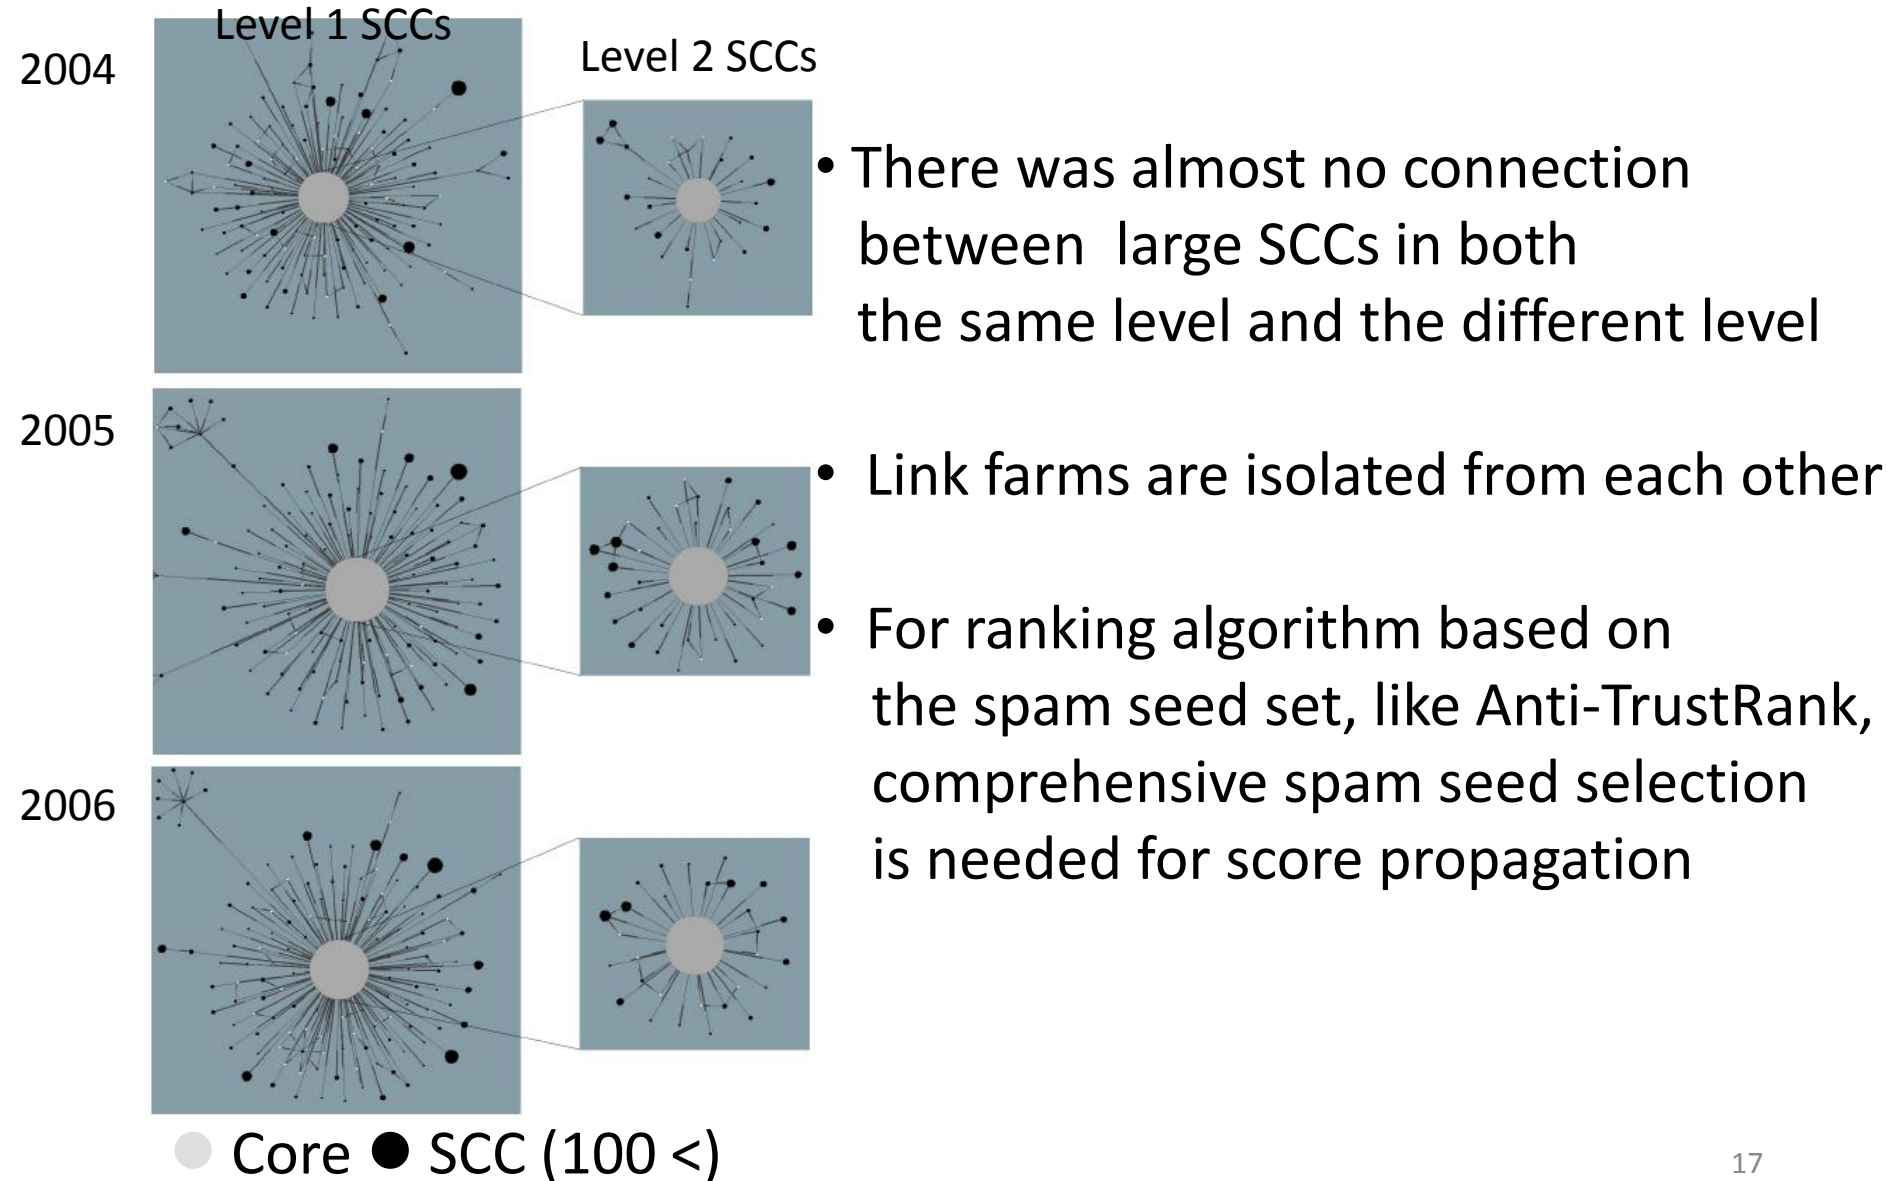 Level 1 SCCs
2004
Level 2 SCCs
• There was almost no connection
between large SCCs in both
the same level and the different level
2005
• Link farms are isolated from each other
• For ranking algorithm based on
the spam seed set, like Anti-TrustRank,
comprehensive spam seed selection
is needed for score propagation
2006
Core ● SCC (100 <)
17